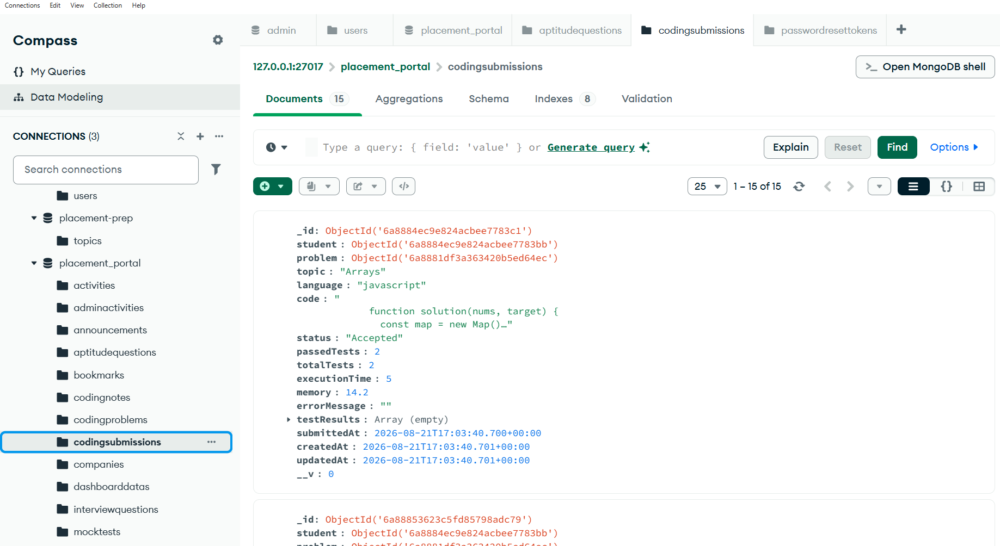 Connections Edit View Collection Help
Compass
My Queries
Data Modeling
CONNECTIONS (3)
Search connections
users
placement-prep
topics
placement_portal
activities
adminactivities
announcements
aptitudequestions
bookmarks
codingnotes
codingproblems
codingsubmissions
companies
dashboarddatas
interviewquestions
mocktests
admin users placement_portal aptitudequestions codingsubmissions passwordresettokens
127.0.0.1:27017 > placement_portal > codingsubmissions
>_ Open MongoDB shell
Documents 15 Aggregations Schema Indexes 8 Validation
Type a query: { field: 'value' } or Generate query
Explain Reset Find Options
25 1 – 15 of 15
_id: ObjectId('6a8884ec9e824acbee7783c1')
student : ObjectId('6a8884ec9e824acbee7783bb')
problem : ObjectId('6a8881df3a363420b5ed64ec')
topic : "Arrays"
language : "javascript"
code : "
function solution(nums, target) {
const map = new Map()…"
status : "Accepted"
passedTests : 2
totalTests : 2
executionTime : 5
memory : 14.2
errorMessage : ""
testResults : Array (empty)
submittedAt : 2026-08-21T17:03:40.700+00:00
createdAt : 2026-08-21T17:03:40.701+00:00
updatedAt : 2026-08-21T17:03:40.701+00:00
__v : 0
_id: ObjectId('6a88853623c5fd85798adc79')
student : ObjectId('6a8884ec9e824acbee7783bb')
problem : ObjectId('6a8881df3a363420b5ed64ec')